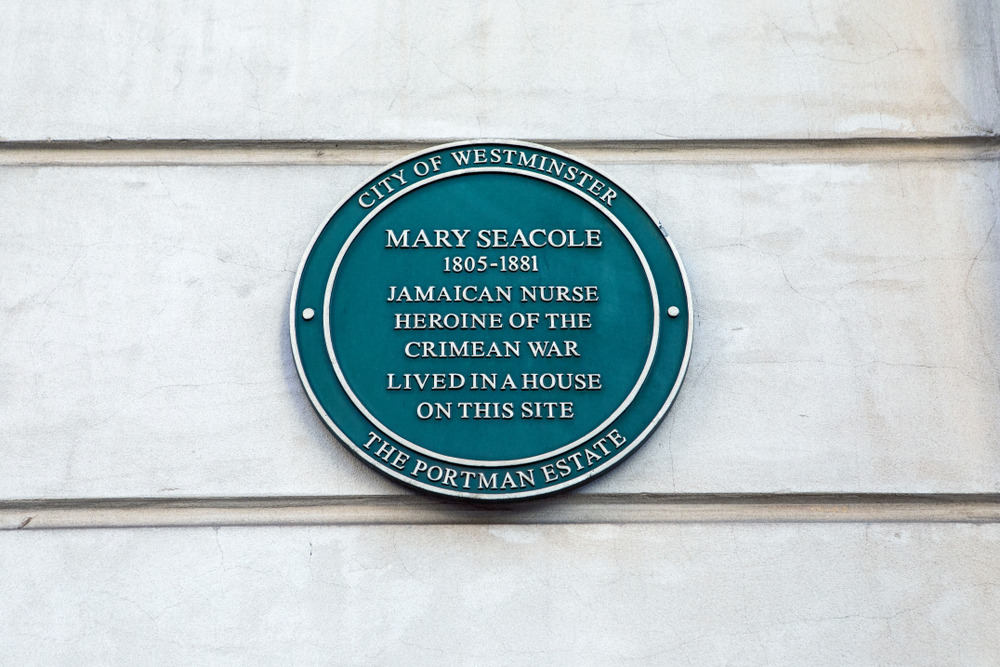 CITY OF WESTMINSTER
MARY SEACOLE
1805-1881
JAMAICAN NURSE
HEROINE OF THE
CRIMEAN WAR
LIVED IN A HOUSE
ON THIS SITE
THE PORTMAN ESTATE